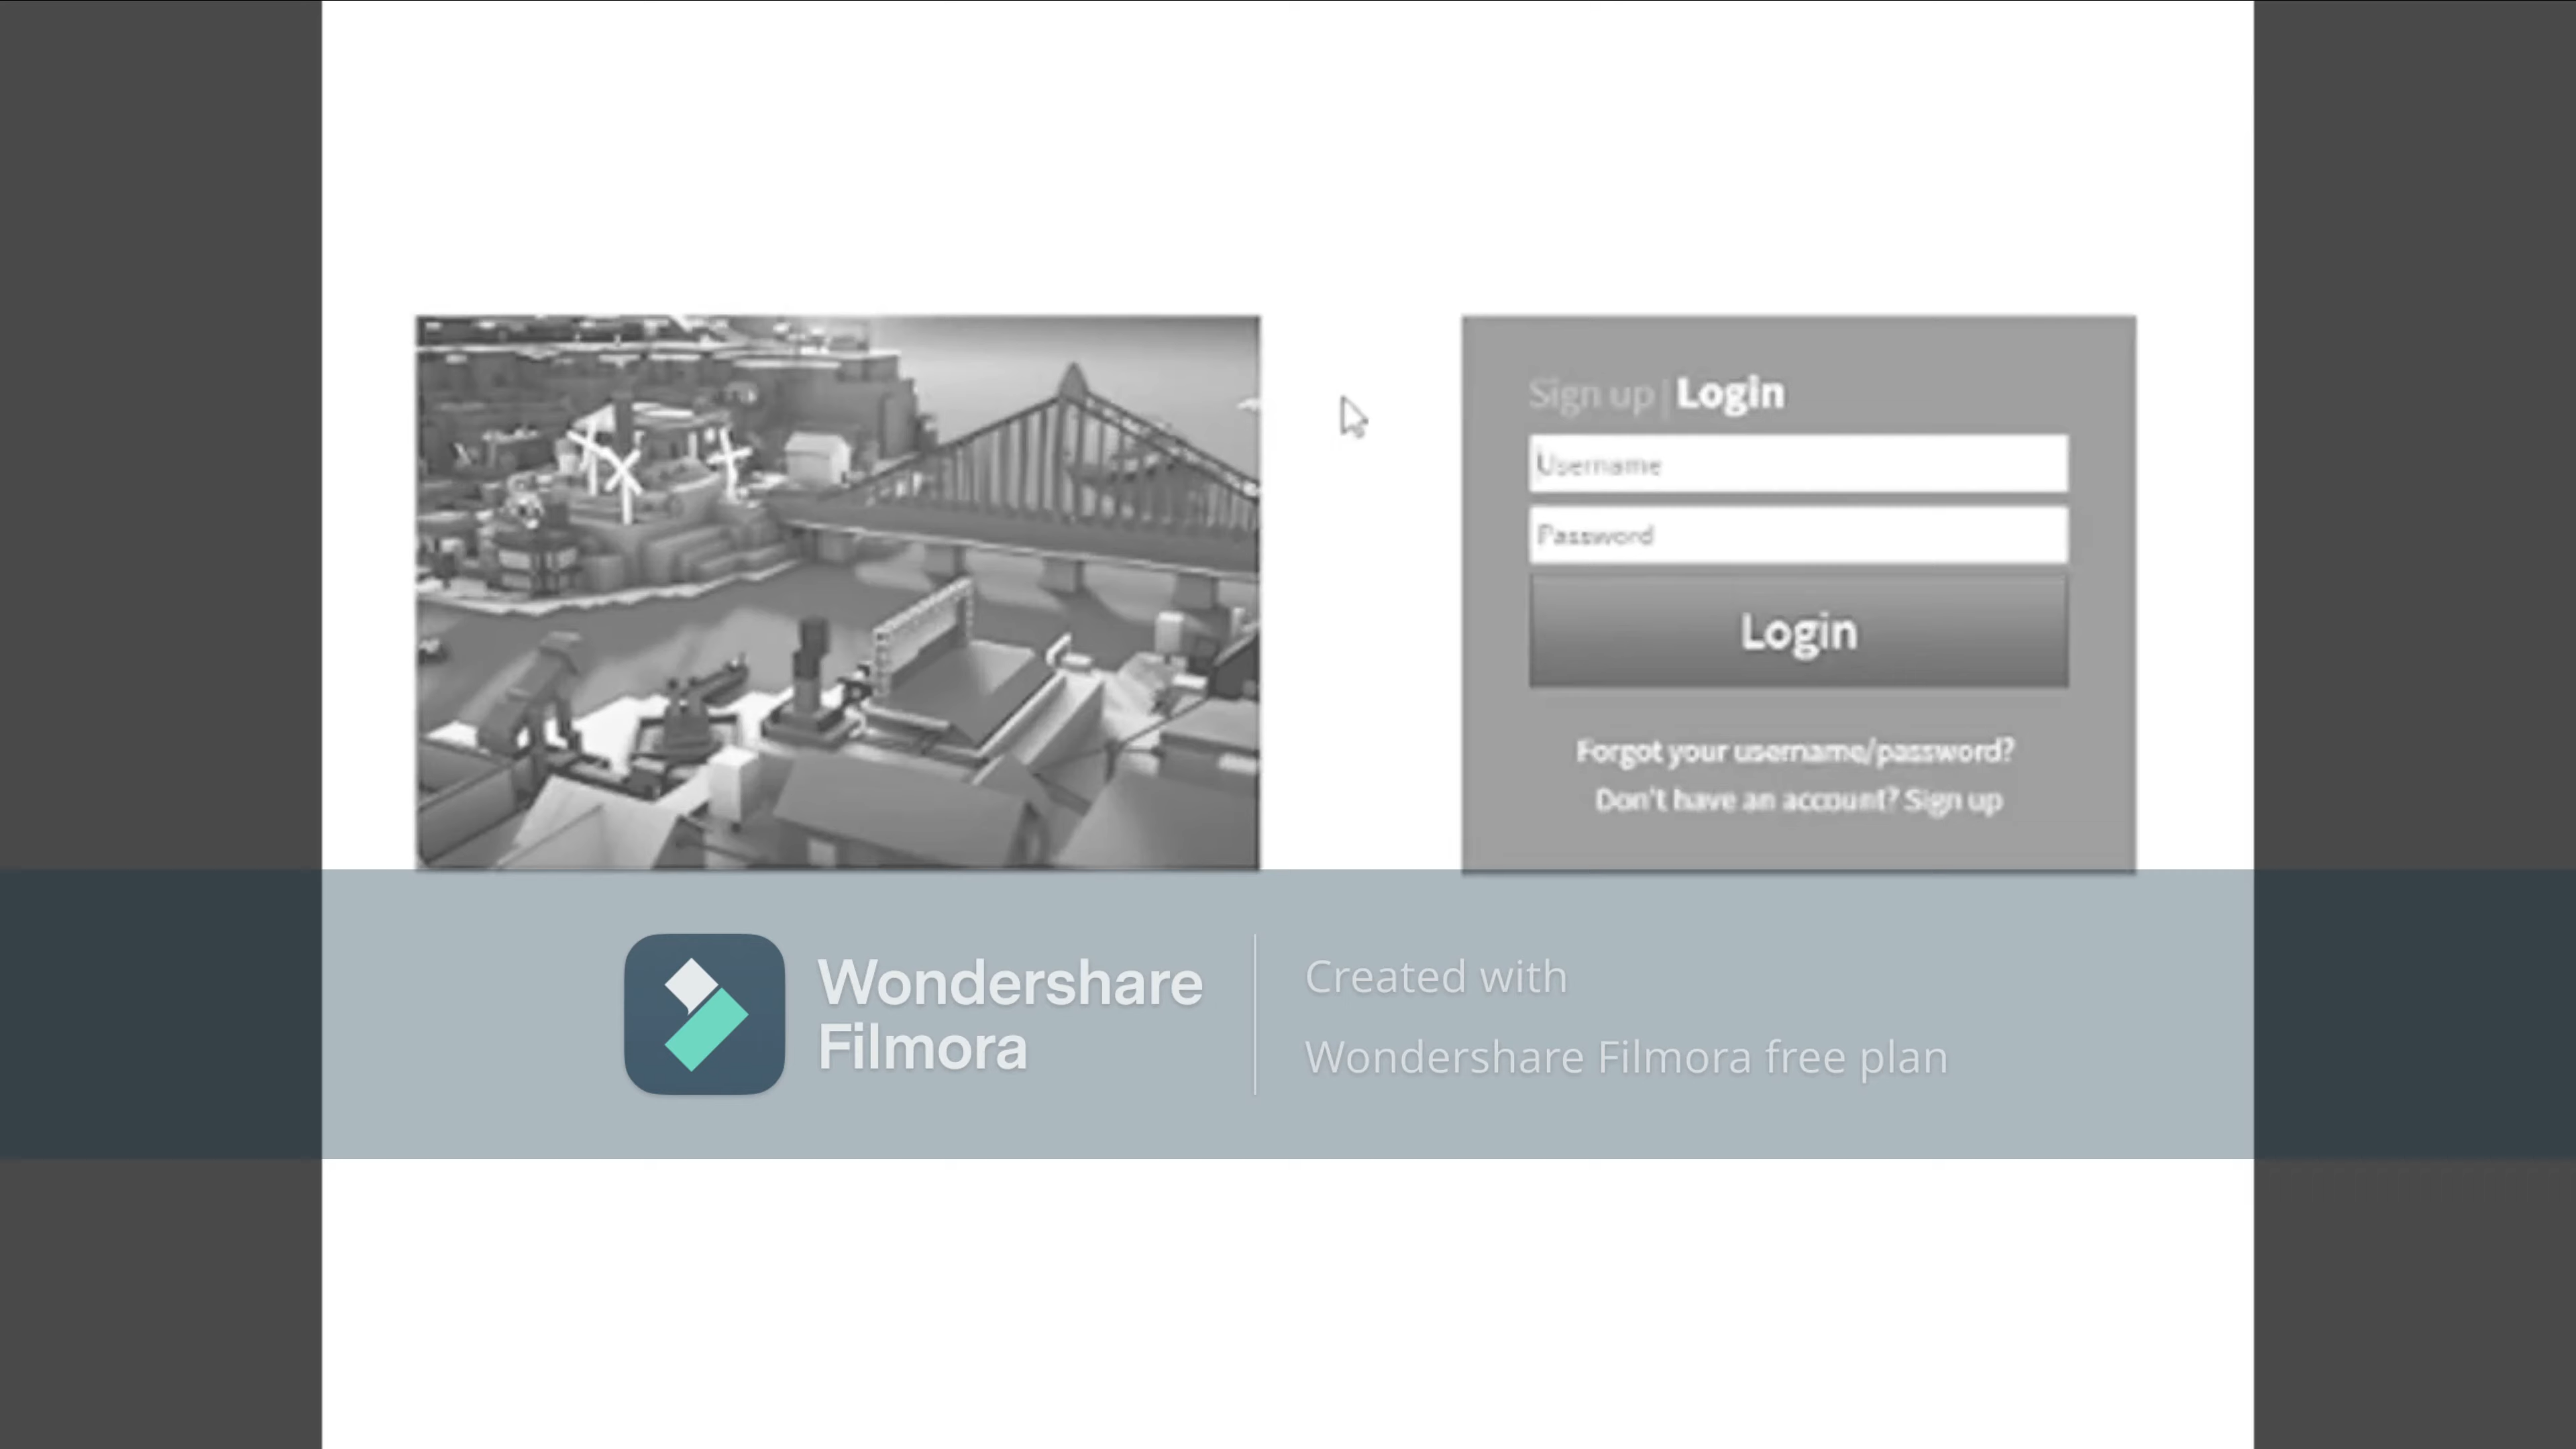 Sign up | Login
Username
Password
Login
Forgot your username/password?
Don't have an account? Sign up
Wondershare
Filmora
Created with
Wondershare Filmora free plan